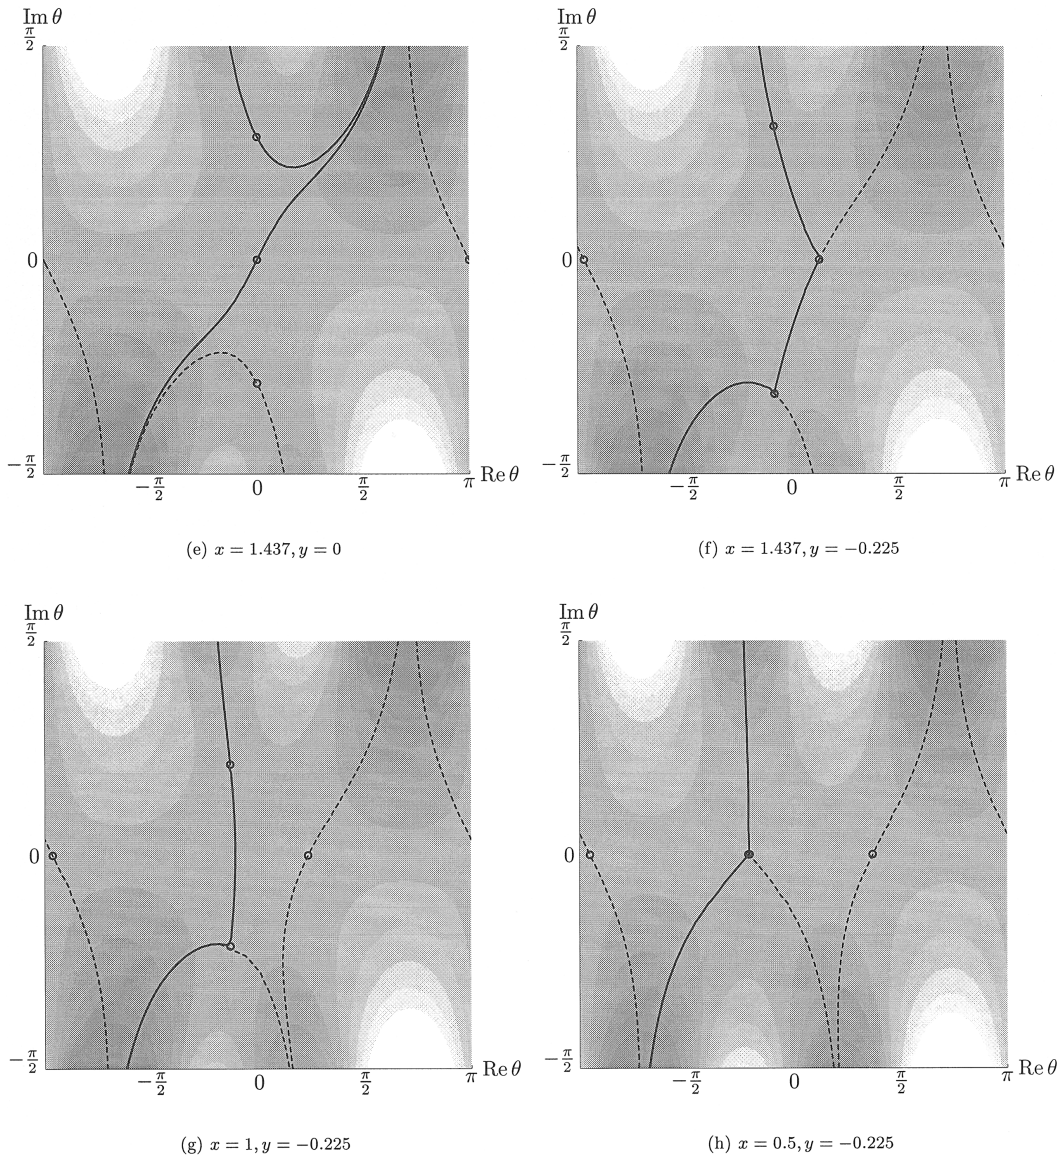 Im θ
π/2
0
−π/2
−π/2 0 π/2 π Re θ
(e) x = 1.437, y = 0
Im θ
π/2
0
−π/2
−π/2 0 π/2 π Re θ
(f) x = 1.437, y = −0.225
Im θ
π/2
0
−π/2
−π/2 0 π/2 π Re θ
(g) x = 1, y = −0.225
Im θ
π/2
0
−π/2
−π/2 0 π/2 π Re θ
(h) x = 0.5, y = −0.225